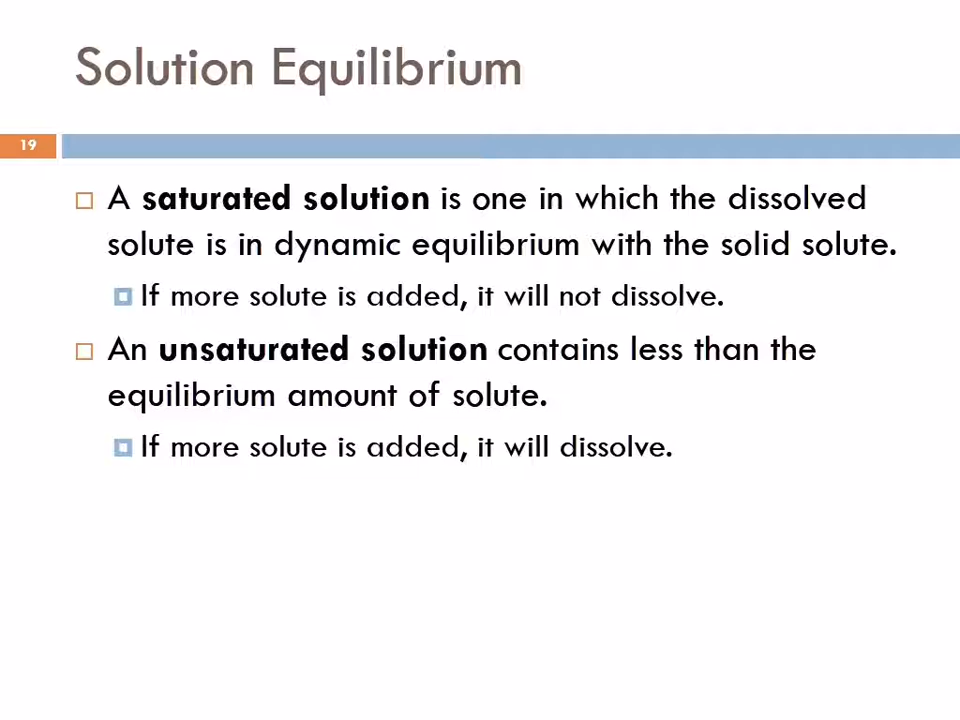 Solution Equilibrium
19
A saturated solution is one in which the dissolved
solute is in dynamic equilibrium with the solid solute.
If more solute is added, it will not dissolve.
An unsaturated solution contains less than the
equilibrium amount of solute.
If more solute is added, it will dissolve.